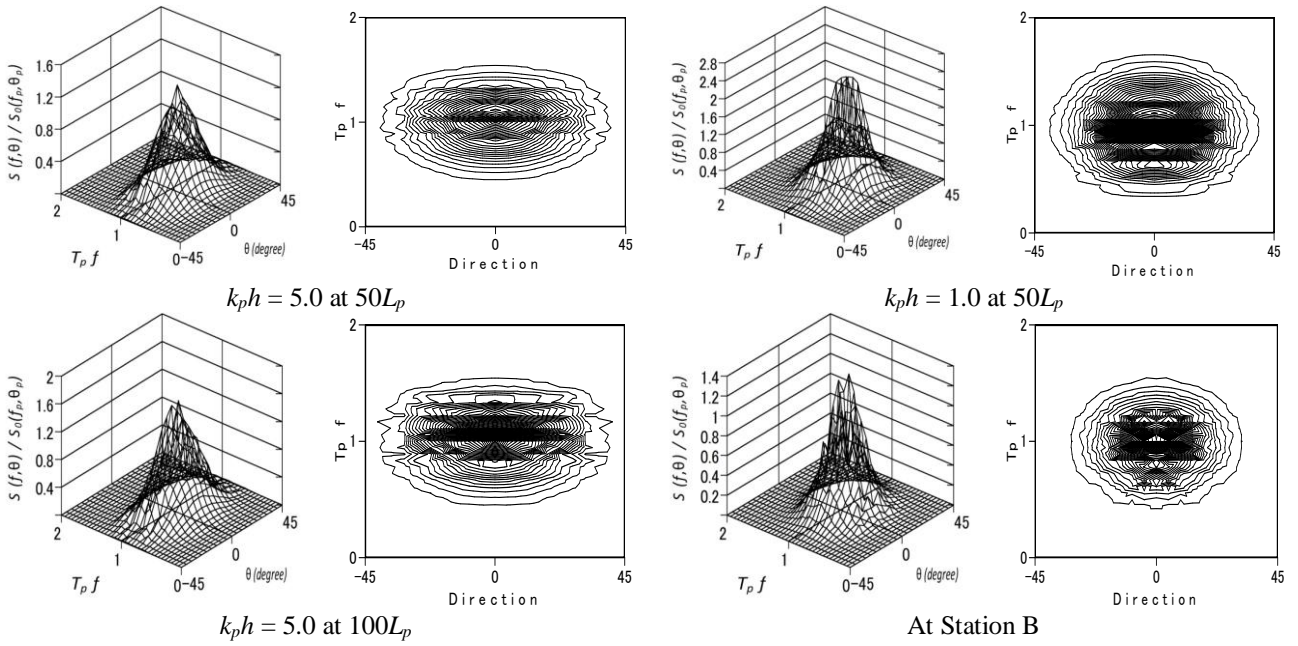 S (f,θ) / S₀(fₚ,θₚ)
1.6
1.2
0.8
0.4
2
1
0
-45
0
45
Tₚ f
θ (degree)
Tp f
2
1
0
-45
0
45
Direction
kₚh = 5.0 at 50Lₚ
S (f,θ) / S₀(fₚ,θₚ)
2.8
2.4
2
1.6
1.2
0.8
0.4
2
1
0
-45
0
45
Tₚ f
θ (degree)
Tp f
2
1
0
-45
0
45
Direction
kₚh = 1.0 at 50Lₚ
S (f,θ) / S₀(fₚ,θₚ)
2
1.6
1.2
0.8
0.4
2
1
0
-45
0
45
Tₚ f
θ (degree)
Tp f
2
1
0
-45
0
45
Direction
kₚh = 5.0 at 100Lₚ
S (f,θ) / S₀(fₚ,θₚ)
1.4
1.2
1
0.8
0.6
0.4
0.2
2
1
0
-45
0
45
Tₚ f
θ (degree)
Tp f
2
1
0
-45
0
45
Direction
At Station B